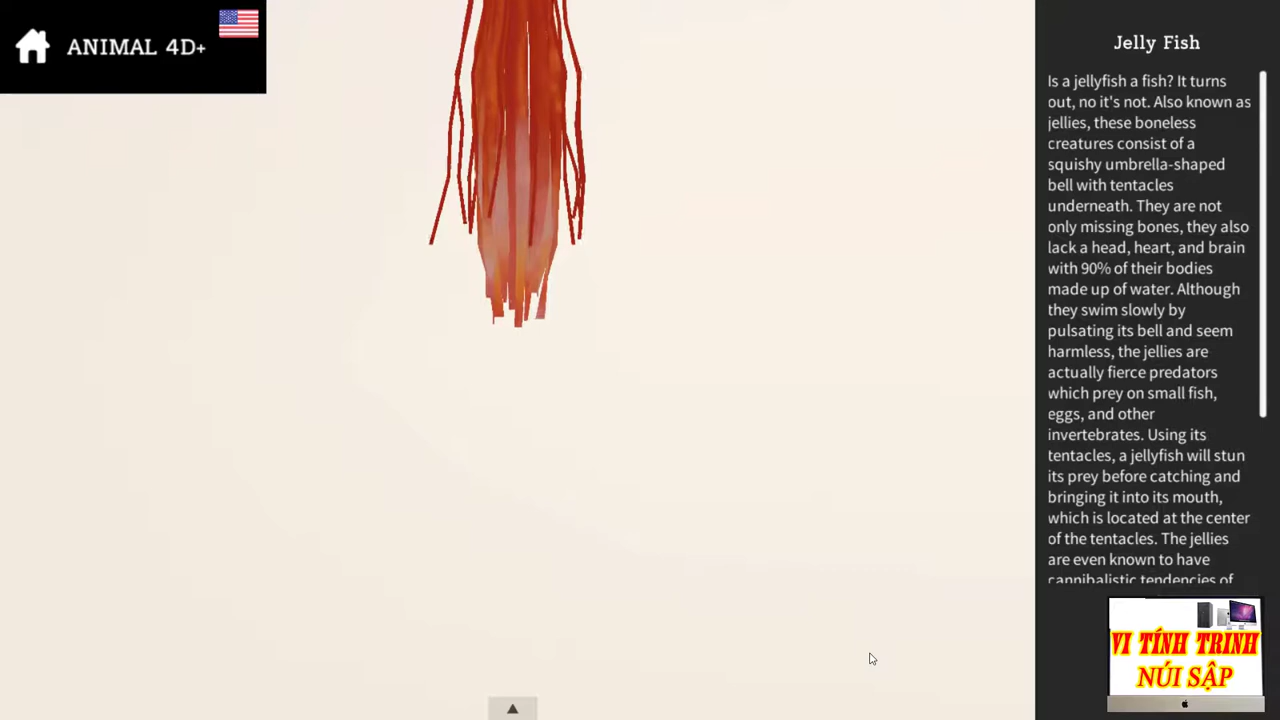 ANIMAL 4D+
Jelly Fish
Is a jellyfish a fish? It turns
out, no it's not. Also known as
jellies, these boneless
creatures consist of a
squishy umbrella-shaped
bell with tentacles
underneath. They are not
only missing bones, they also
lack a head, heart, and brain
with 90% of their bodies
made up of water. Although
they swim slowly by
pulsating its bell and seem
harmless, the jellies are
actually fierce predators
which prey on small fish,
eggs, and other
invertebrates. Using its
tentacles, a jellyfish will stun
its prey before catching and
bringing it into its mouth,
which is located at the center
of the tentacles. The jellies
are even known to have
cannibalistic tendencies of
VI TÍNH TRINH
NÚI SẬP